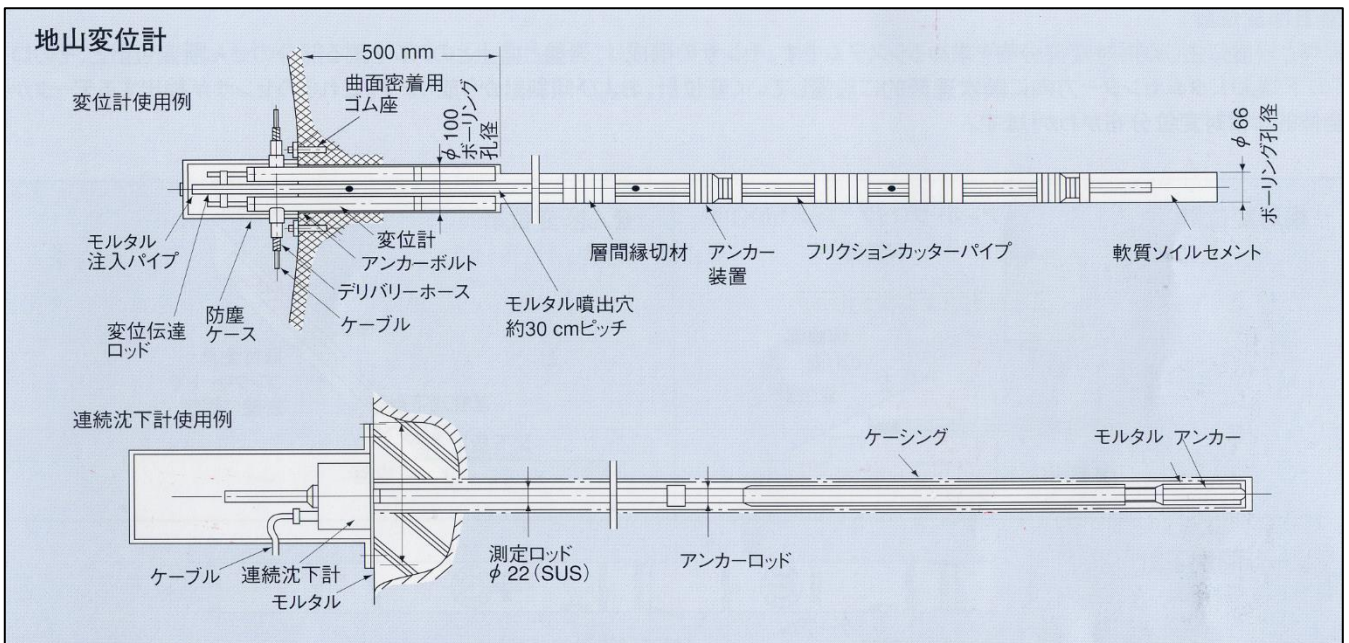 地山変位計
変位計使用例
500 mm
曲面密着用
ゴム座
φ100
ボーリング
孔径
φ66
ボーリング孔径
モルタル
注入パイプ
変位伝達
ロッド
防塵
ケース
変位計
アンカーボルト
デリバリーホース
ケーブル
モルタル噴出穴
約30 cmピッチ
層間縁切材
アンカー
装置
フリクションカッターパイプ
軟質ソイルセメント
連続沈下計使用例
ケーシング
モルタル
アンカー
ケーブル
連続沈下計
モルタル
測定ロッド
φ22(SUS)
アンカーロッド